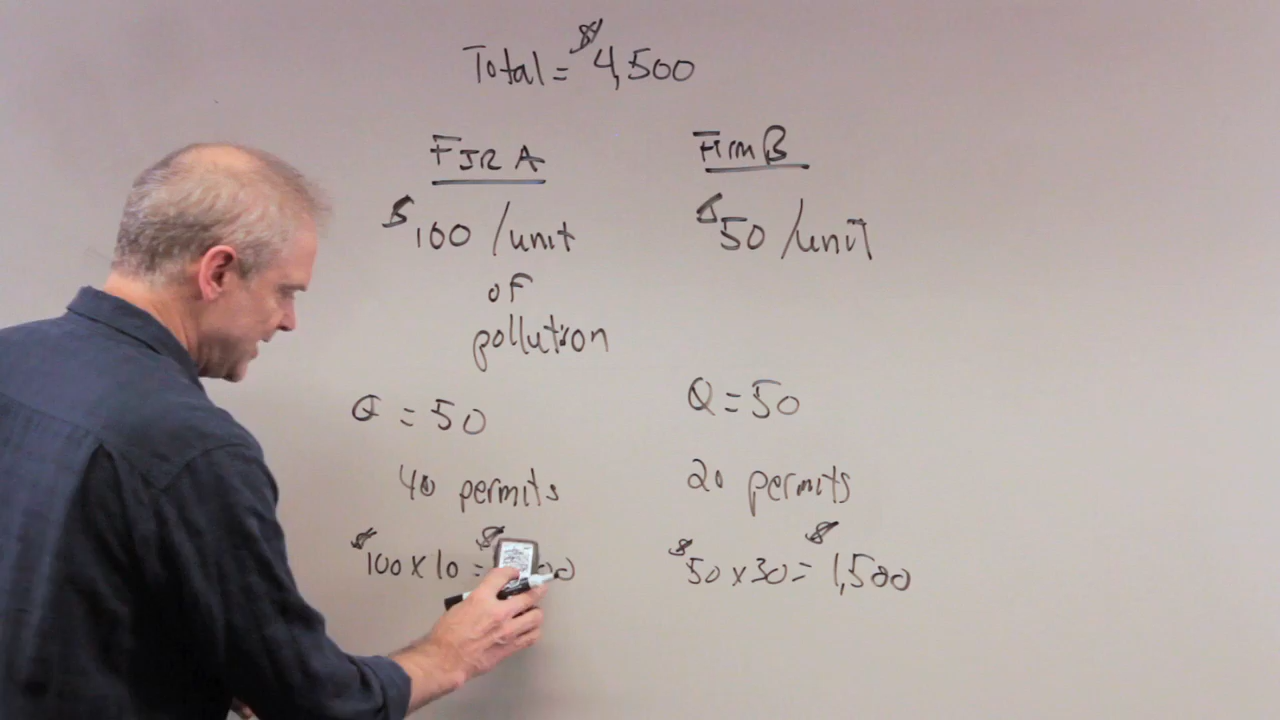 Total = $4,500
FIR A
Firm B
$100 /unit
of
pollution
$50 /unit
Q = 50
Q = 50
40 permits
20 permits
$100 x 10 = $
$50 x 30 = $1,500